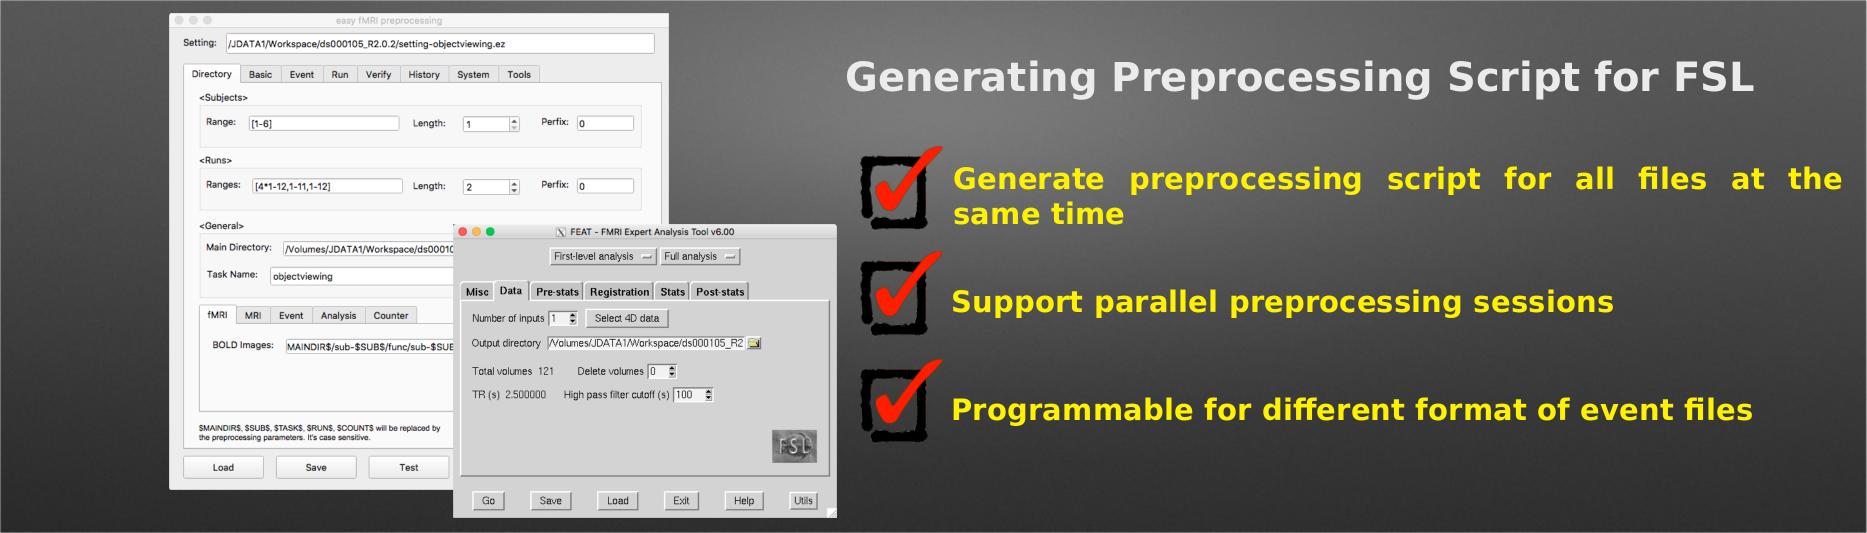 easy fMRI preprocessing
Setting: /JDATA1/Workspace/ds000105_R2.0.2/setting-objectviewing.ez
Directory Basic Event Run Verify History System Tools
<Subjects>
Range: [1-6] Length: 1 Perfix: 0
<Runs>
Ranges: [4*1-12,1-11,1-12] Length: 2 Perfix: 0
<General>
Main Directory: /Volumes/JDATA1/Workspace/ds00010
Task Name: objectviewing
fMRI MRI Event Analysis Counter
BOLD Images: MAINDIR$/sub-$SUB$/func/sub-$SUE
$MAINDIR$, $SUB$, $TASK$, $RUN$, $COUNT$ will be replaced by
the preprocessing parameters. It's case sensitive.
Load Save Test
FEAT - FMRI Expert Analysis Tool v6.00
First-level analysis Full analysis
Misc Data Pre-stats Registration Stats Post-stats
Number of inputs 1 Select 4D data
Output directory /Volumes/JDATA1/Workspace/ds000105_R2
Total volumes 121 Delete volumes 0
TR (s) 2.500000 High pass filter cutoff (s) 100
FSL
Go Save Load Exit Help Utils
Generating Preprocessing Script for FSL
Generate preprocessing script for all files at the
same time
Support parallel preprocessing sessions
Programmable for different format of event files